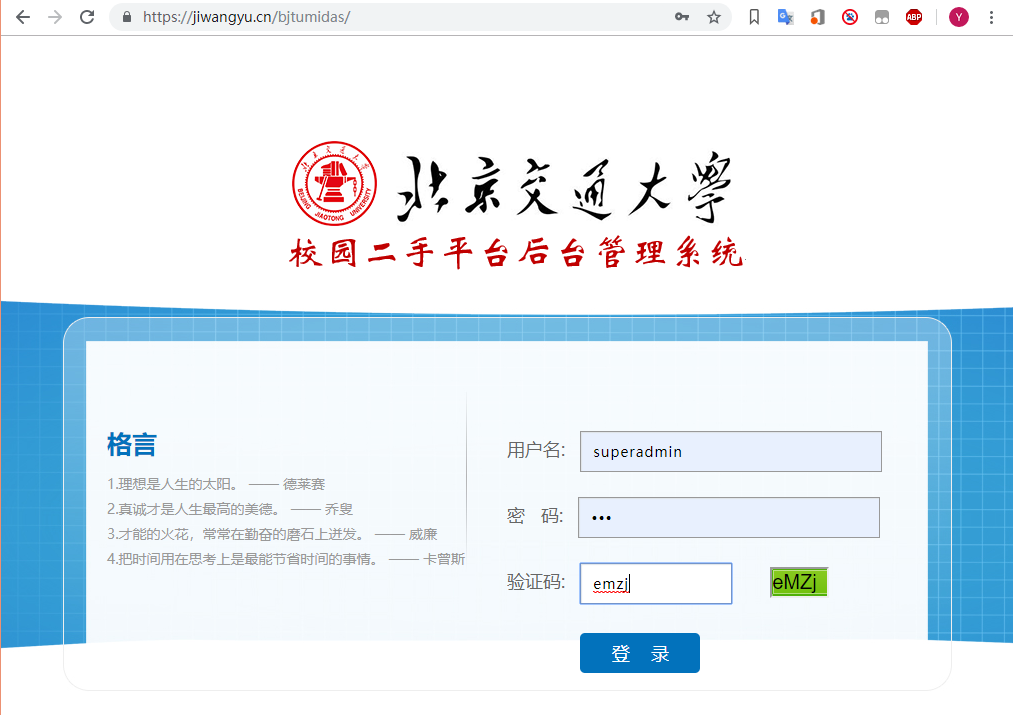 https://jiwangyu.cn/bjtumidas/
ABP
Y
北京交通大學
BEIJING JIAOTONG UNIVERSITY
校园二手平台后台管理系统
格言
1.理想是人生的太阳。 —— 德莱赛
2.真诚才是人生最高的美德。 —— 乔叟
3.才能的火花，常常在勤奋的磨石上迸发。 —— 威廉
4.把时间用在思考上是最能节省时间的事情。 —— 卡曾斯
用户名: superadmin
密 码: •••
验证码: emzj eMZj
登 录